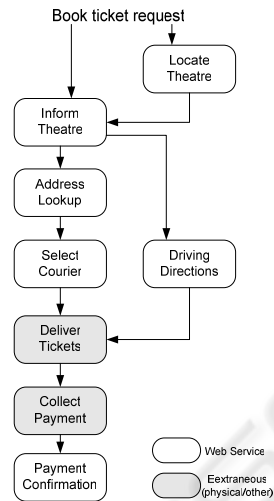 Book ticket request
Locate
Theatre
Inform
Theatre
Address
Lookup
Select
Courier
Driving
Directions
Deliver
Tickets
Collect
Payment
Payment
Confirmation
Web Service
Eextraneous
(physical/other)